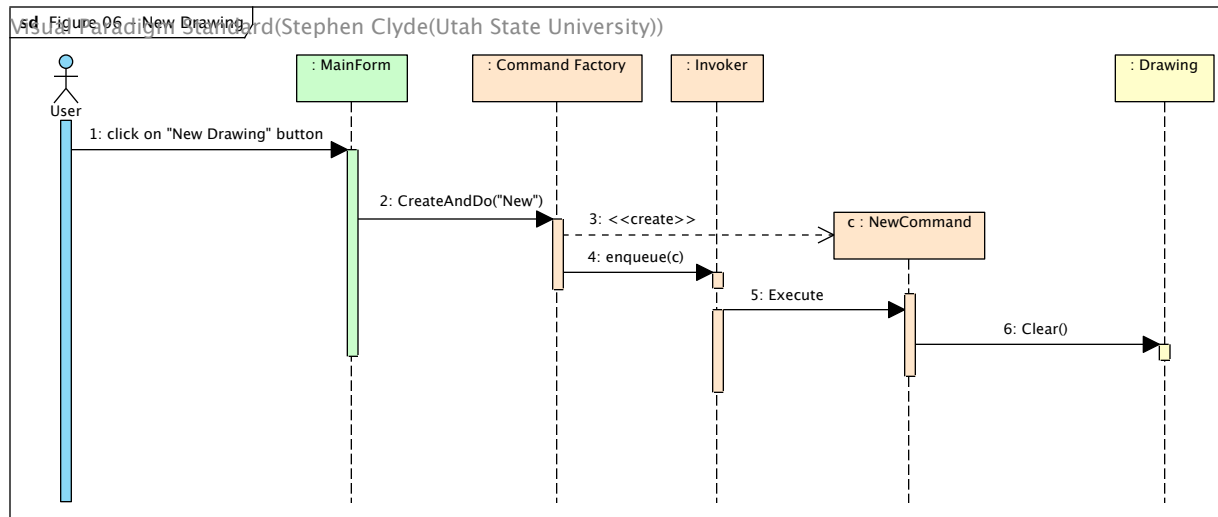 sd Figure 06 - New Drawing
Visual Paradigm Standard(Stephen Clyde(Utah State University))
User
: MainForm
: Command Factory
: Invoker
: Drawing
1: click on "New Drawing" button
2: CreateAndDo("New")
3: <<create>>
c : NewCommand
4: enqueue(c)
5: Execute
6: Clear()